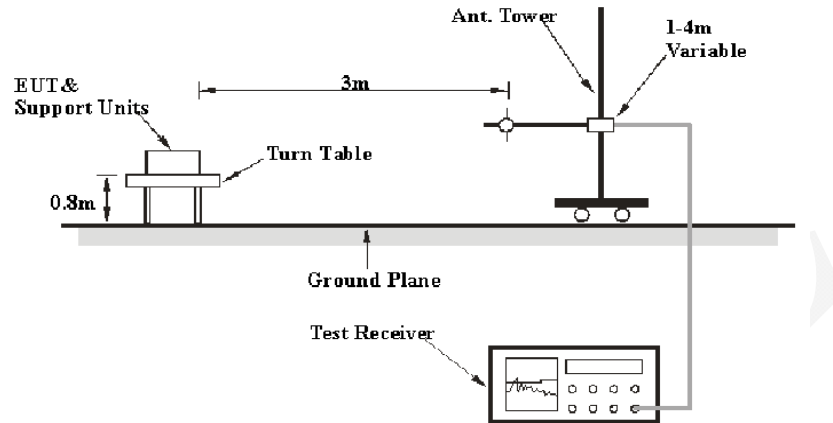 Ant. Tower
1-4m
Variable
EUT&
Support Units
3m
Turn Table
0.8m
Ground Plane
Test Receiver